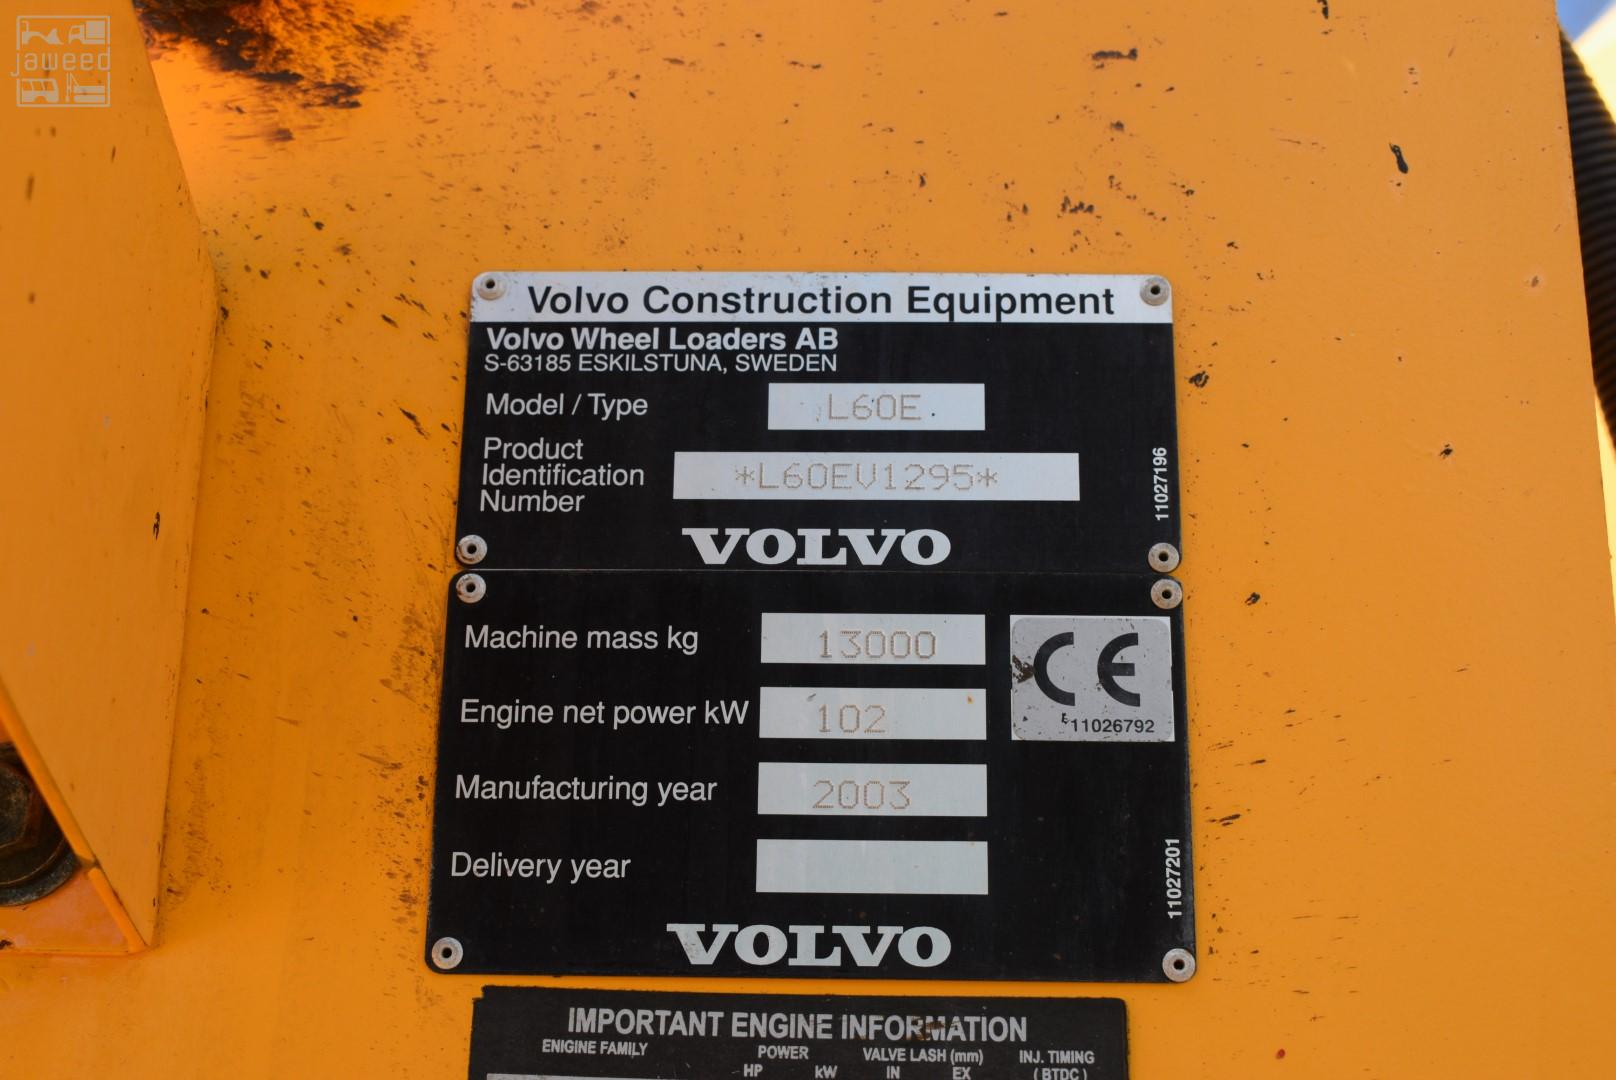 jaweed
Volvo Construction Equipment
Volvo Wheel Loaders AB
S-63185 ESKILSTUNA, SWEDEN
Model / Type L60E
Product
Identification
Number
*L60EV1295*
11027196
VOLVO
Machine mass kg 13000
CE
11026792
Engine net power kW 102
Manufacturing year 2003
Delivery year
11027201
VOLVO
IMPORTANT ENGINE INFORMATION
ENIGINE FAMILY POWER VALVE LASH (mm) INJ. TIMING
HP kW IN EX (BTDC)